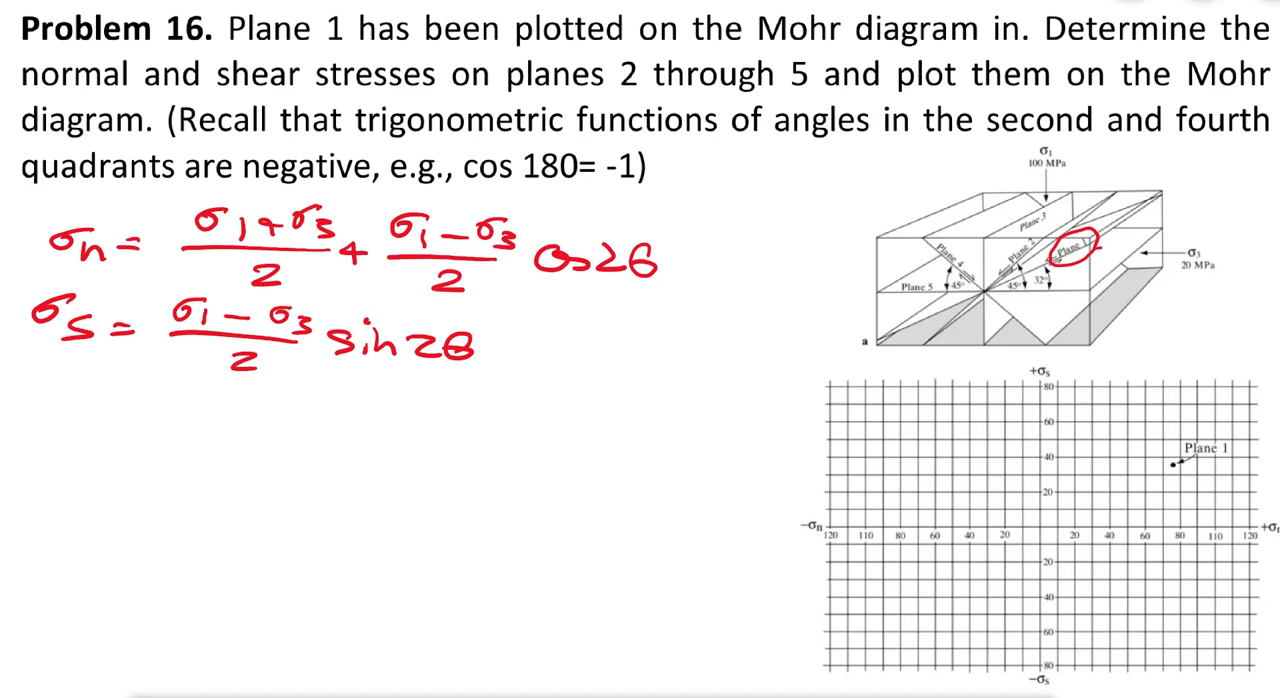 Problem 16. Plane 1 has been plotted on the Mohr diagram in. Determine the
normal and shear stresses on planes 2 through 5 and plot them on the Mohr
diagram. (Recall that trigonometric functions of angles in the second and fourth
quadrants are negative, e.g., cos 180= -1)
σn = σ1+σ3/2 + σ1-σ3/2 cos2θ
σs = σ1-σ3/2 sin2θ
σ1
100 MPa
Plane 3
Plane 2
Plane 1
Plane 4
σ3
20 MPa
Plane 5
45°
45°
32°
a
+σs
80
60
40
Plane 1
20
-σn
+σn
120 110 80 60 40 20 20 40 60 80 110 120
20
40
60
80
-σs